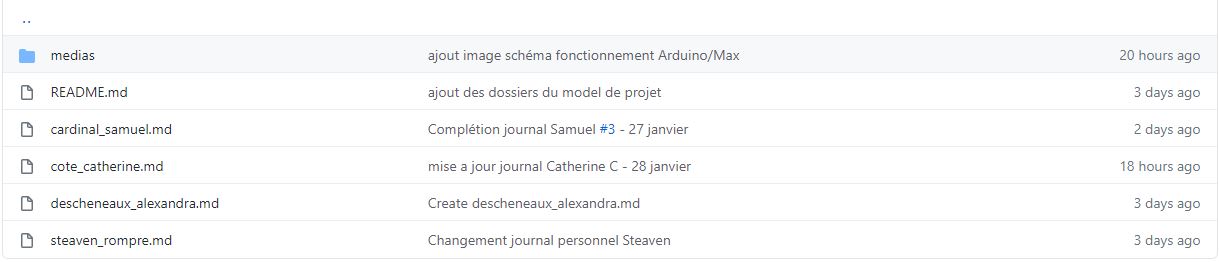 ..
medias ajout image schéma fonctionnement Arduino/Max 20 hours ago
README.md ajout des dossiers du model de projet 3 days ago
cardinal_samuel.md Complétion journal Samuel #3 - 27 janvier 2 days ago
cote_catherine.md mise a jour journal Catherine C - 28 janvier 18 hours ago
descheneaux_alexandra.md Create descheneaux_alexandra.md 3 days ago
steaven_rompre.md Changement journal personnel Steaven 3 days ago